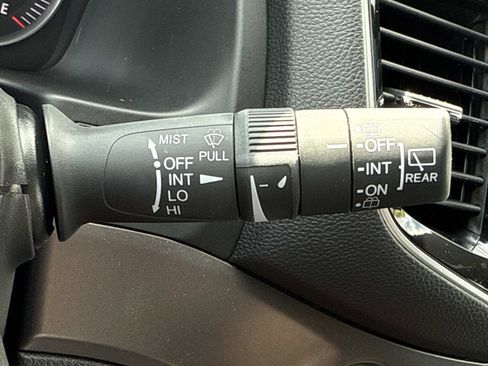 E
MIST
PULL
OFF
INT
LO
HI
OFF
INT
ON
REAR